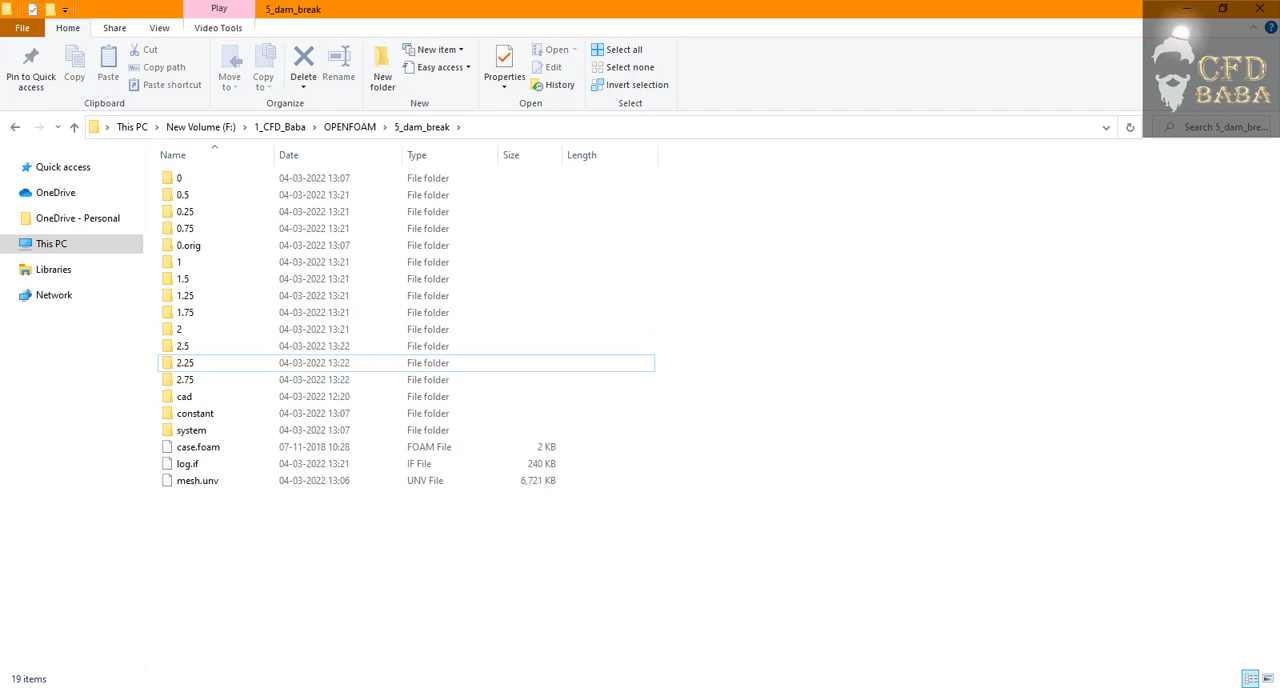 Play
5_dam_break
File
Home
Share
View
Video Tools
Pin to Quick access
Copy
Paste
Cut
Copy path
Paste shortcut
Clipboard
Move to
Copy to
Delete
Rename
Organize
New folder
New item
Easy access
New
Properties
Open
Edit
History
Open
Select all
Select none
Invert selection
Select
CFD
BABA
This PC > New Volume (F:) > 1_CFD_Baba > OPENFOAM > 5_dam_break >
Search 5_dam_bre...
Quick access
OneDrive
OneDrive - Personal
This PC
Libraries
Network
Name Date Type Size Length
0 04-03-2022 13:07 File folder
0.5 04-03-2022 13:21 File folder
0.25 04-03-2022 13:21 File folder
0.75 04-03-2022 13:21 File folder
0.orig 04-03-2022 13:07 File folder
1 04-03-2022 13:21 File folder
1.5 04-03-2022 13:21 File folder
1.25 04-03-2022 13:21 File folder
1.75 04-03-2022 13:21 File folder
2 04-03-2022 13:21 File folder
2.5 04-03-2022 13:22 File folder
2.25 04-03-2022 13:22 File folder
2.75 04-03-2022 13:22 File folder
cad 04-03-2022 12:20 File folder
constant 04-03-2022 13:07 File folder
system 04-03-2022 13:07 File folder
case.foam 07-11-2018 10:28 FOAM File 2 KB
log.if 04-03-2022 13:21 IF File 240 KB
mesh.unv 04-03-2022 13:06 UNV File 6,721 KB
19 items